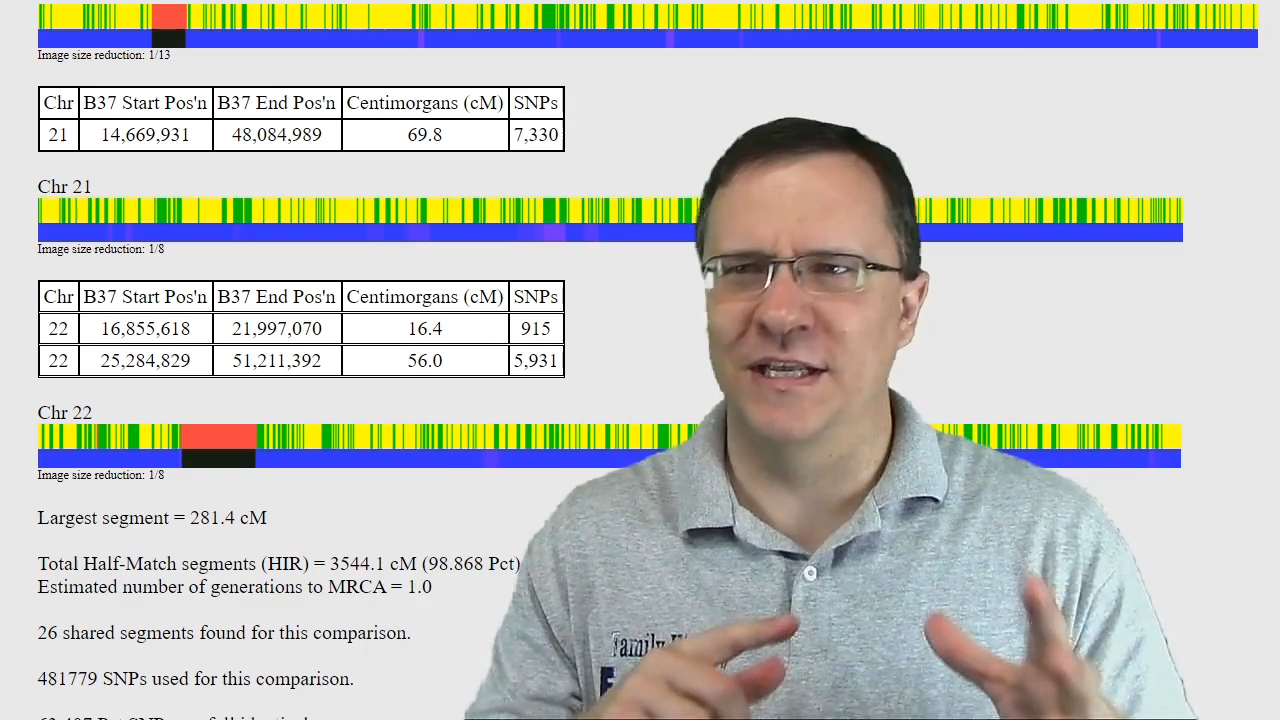 Image size reduction: 1/13
Chr B37 Start Pos'n B37 End Pos'n Centimorgans (cM) SNPs
21 14,669,931 48,084,989 69.8 7,330
Chr 21
Image size reduction: 1/8
Chr B37 Start Pos'n B37 End Pos'n Centimorgans (cM) SNPs
22 16,855,618 21,997,070 16.4 915
22 25,284,829 51,211,392 56.0 5,931
Chr 22
Image size reduction: 1/8
Largest segment = 281.4 cM
Total Half-Match segments (HIR) = 3544.1 cM (98.868 Pct)
Estimated number of generations to MRCA = 1.0
26 shared segments found for this comparison.
481779 SNPs used for this comparison.
Family